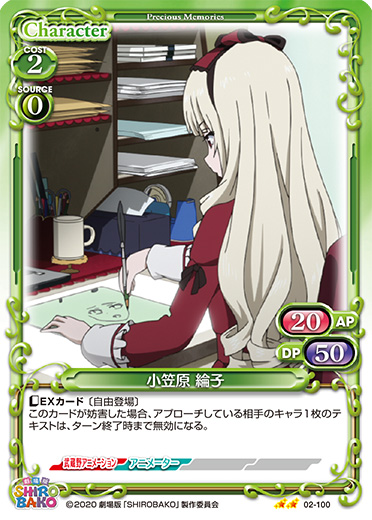 Precious Memories
Character
COST
2
SOURCE
0
20 AP
DP 50
小笠原 綸子
EXカード〔自由登場〕
このカードが妨害した場合、アプローチしている相手のキャラ1枚のテ
キストは、ターン終了時まで無効になる。
武蔵野アニメーション アニメーター
劇場版
SHIRO
BAKO
©2020 劇場版「SHIROBAKO」製作委員会
02-100